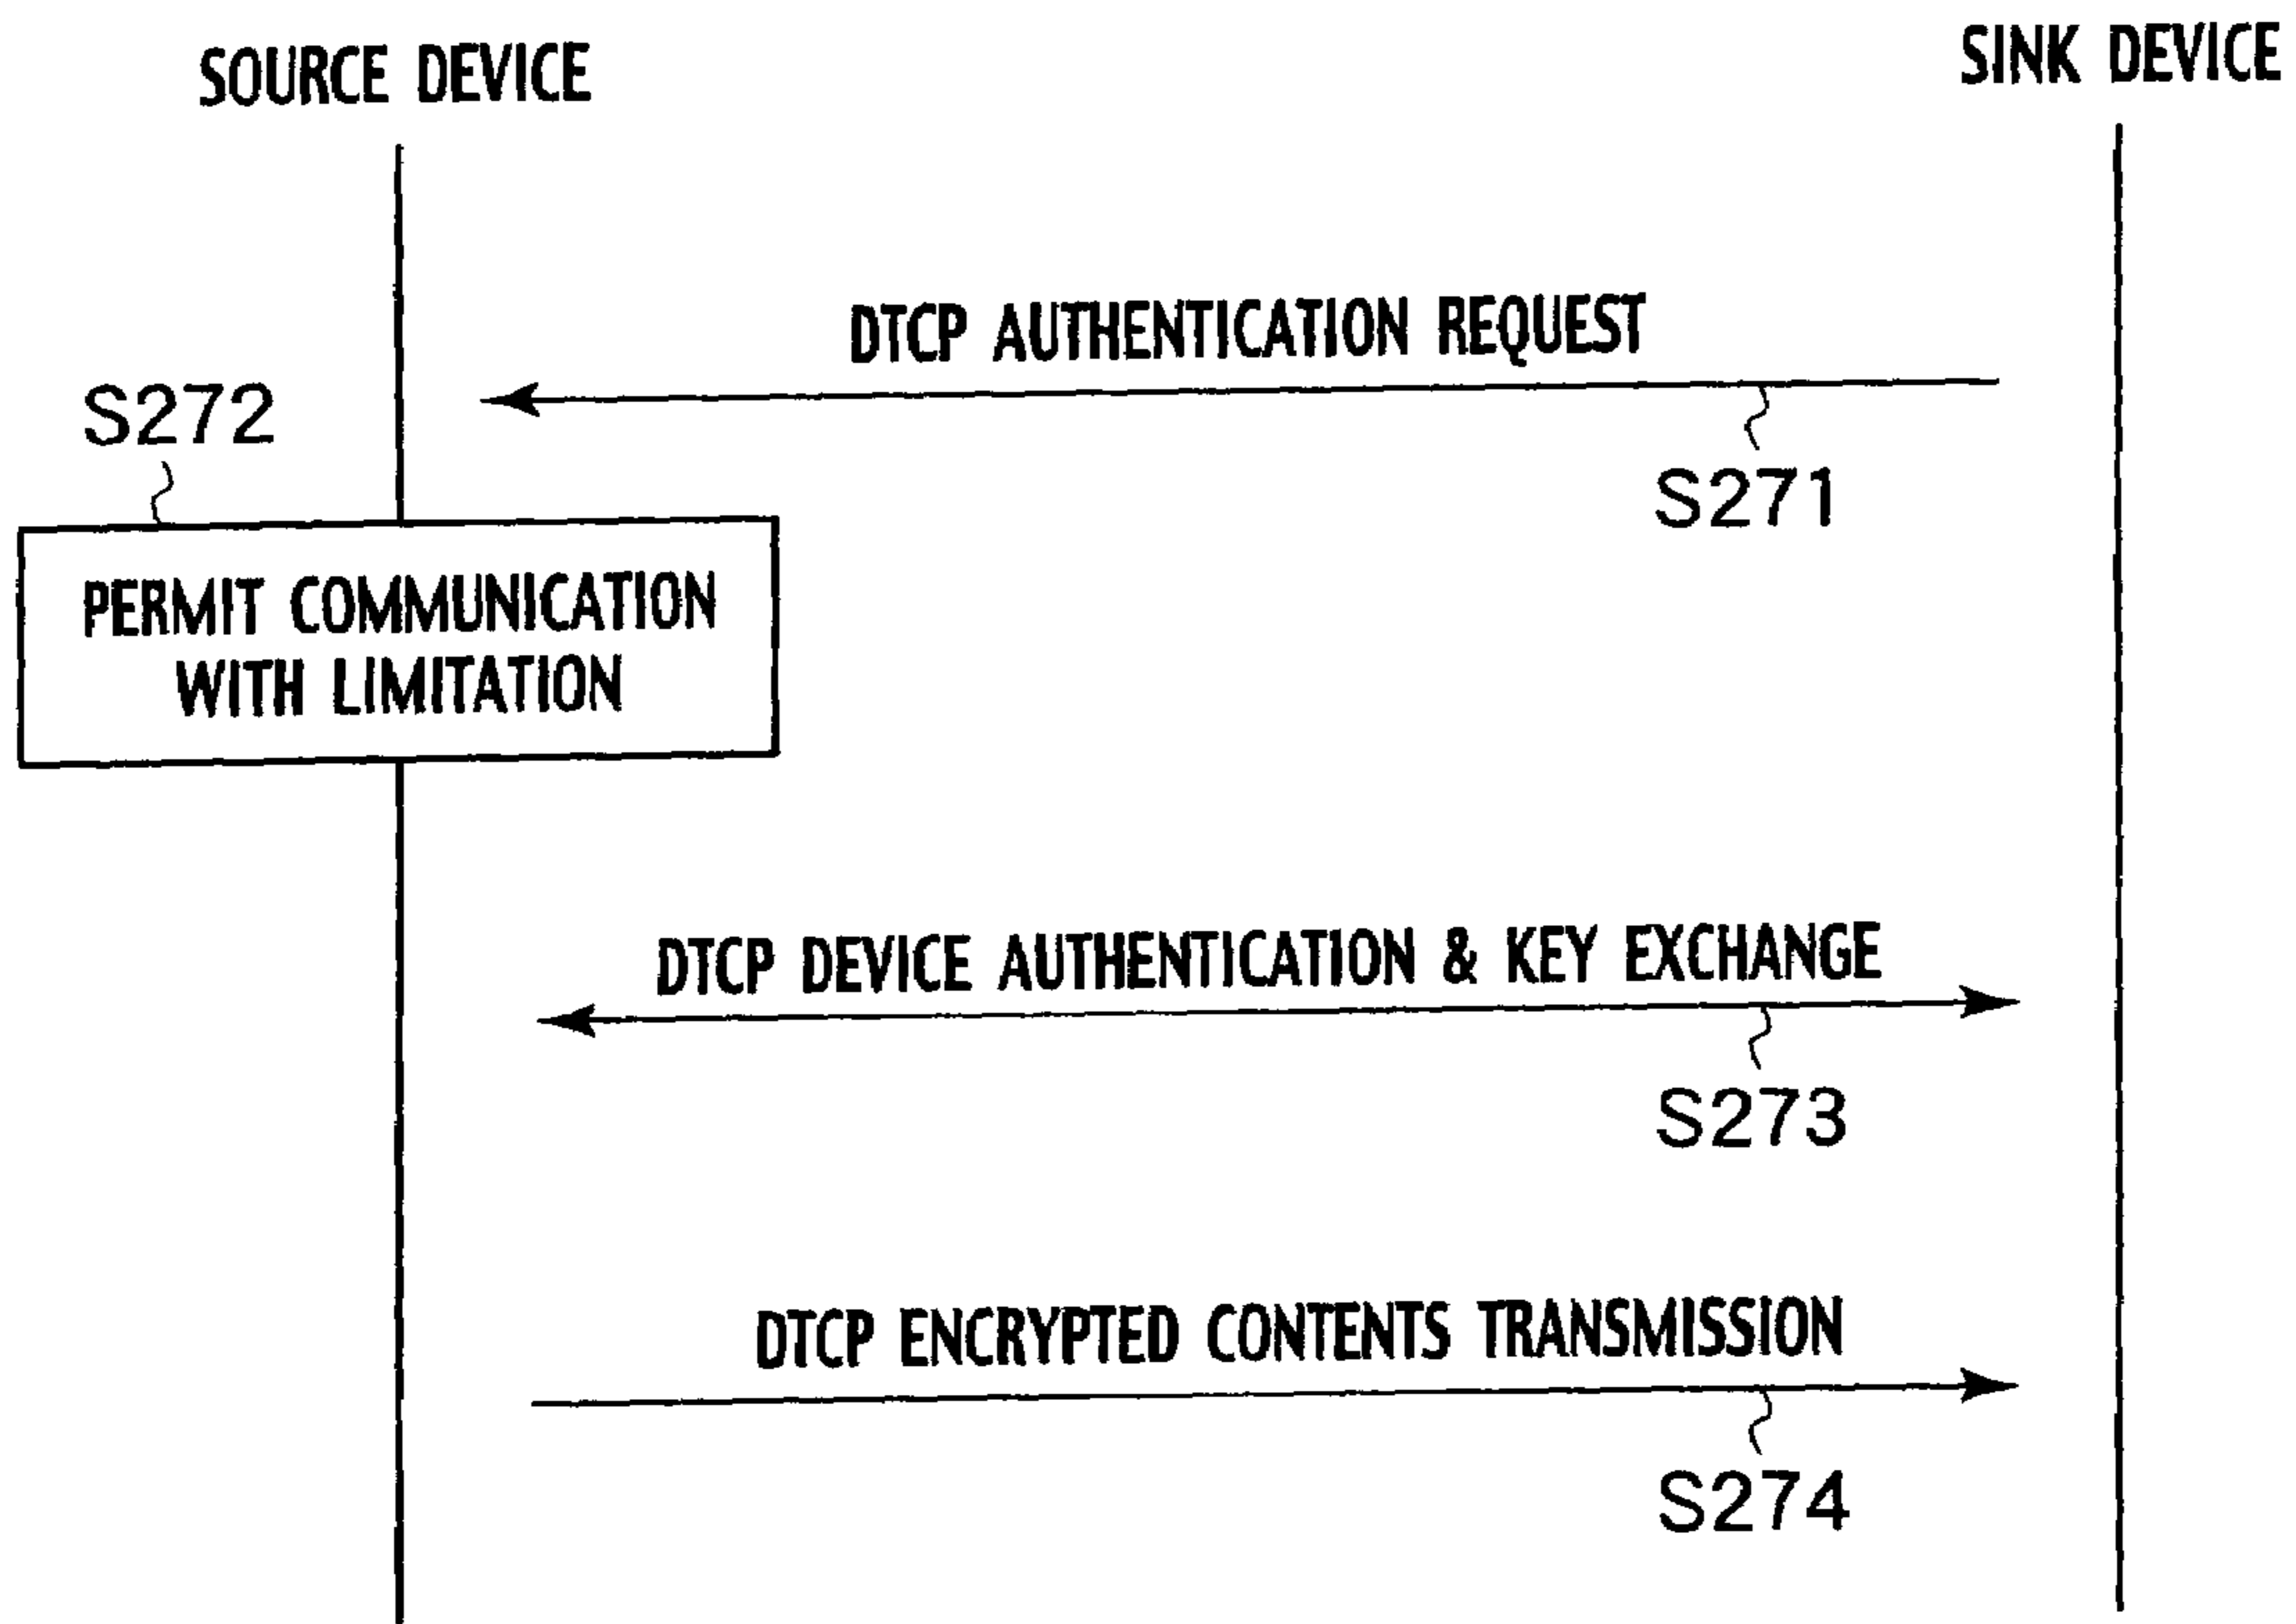 SOURCE DEVICE
SINK DEVICE
DTCP AUTHENTICATION REQUEST
S272
S271
PERMIT COMMUNICATION
WITH LIMITATION
DTCP DEVICE AUTHENTICATION & KEY EXCHANGE
S273
DTCP ENCRYPTED CONTENTS TRANSMISSION
S274